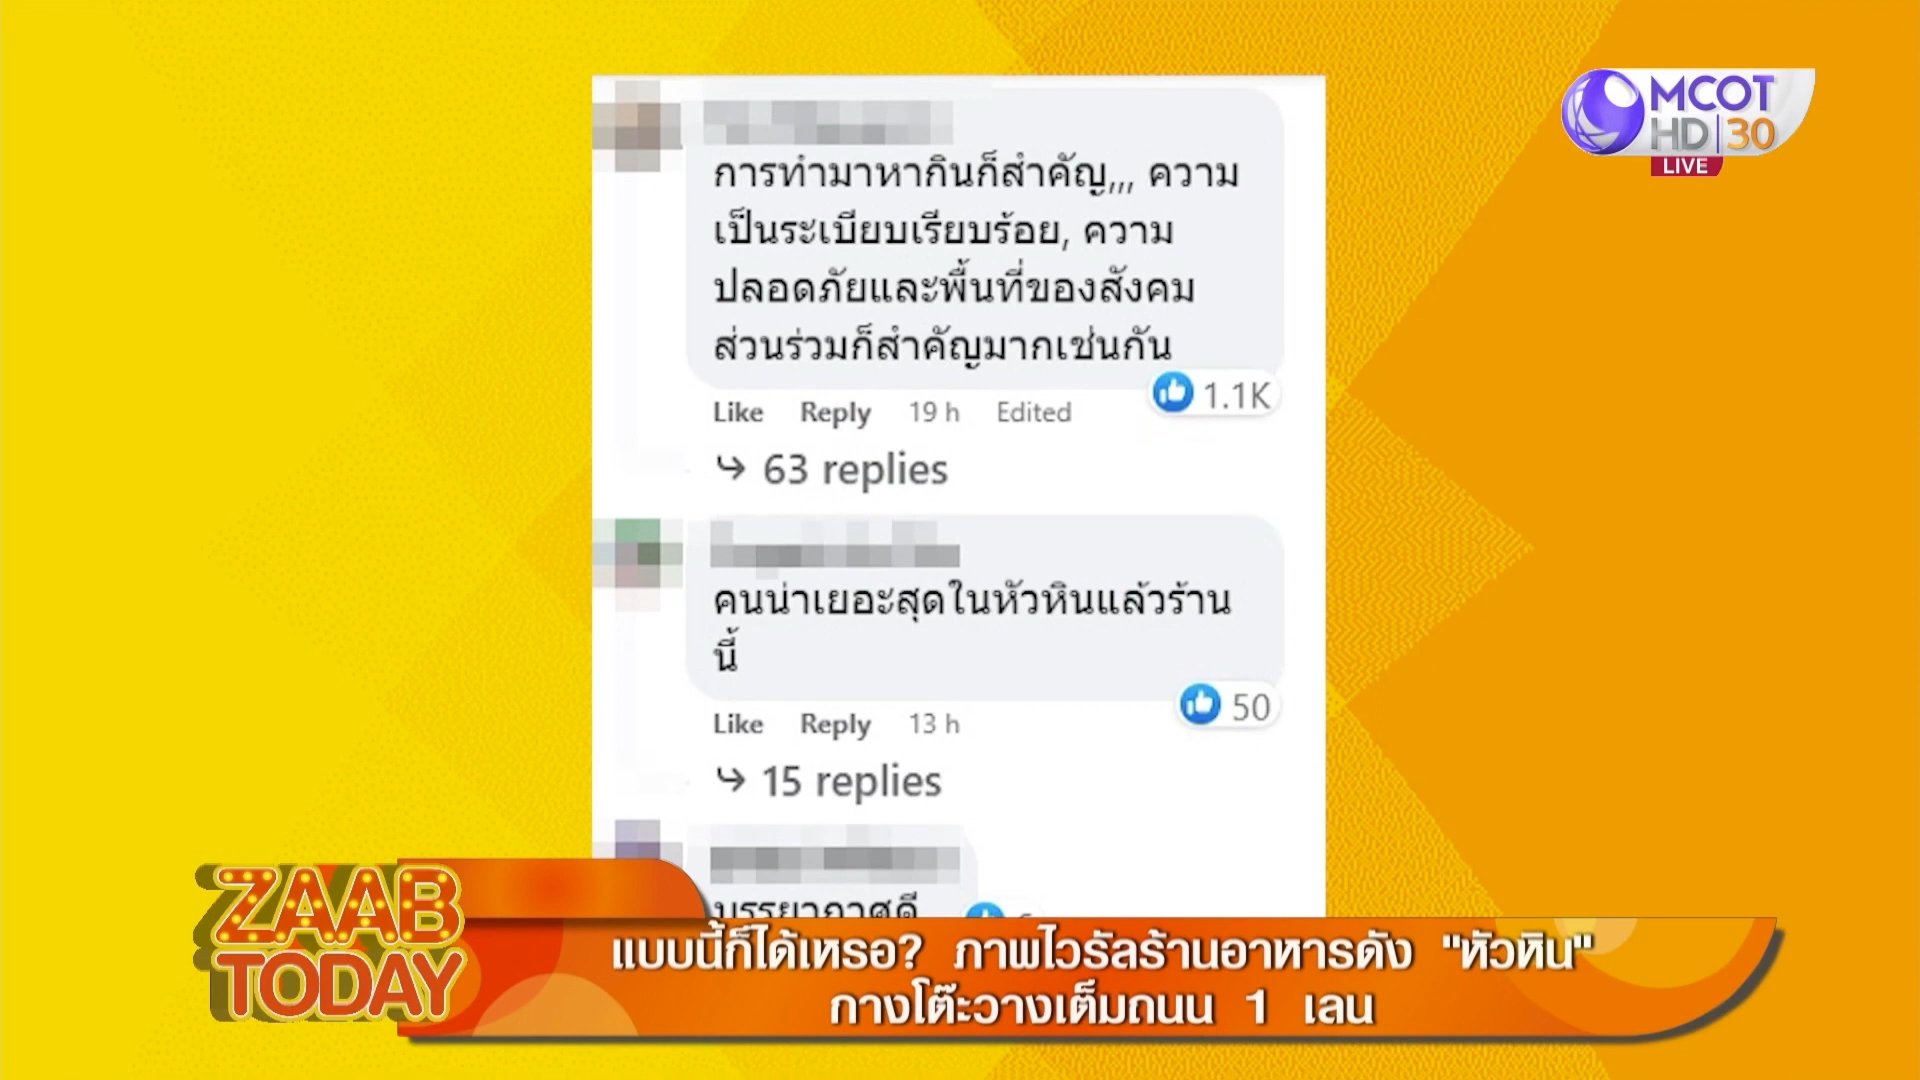 MCOT
HD 30
LIVE
การทำมาหากินก็สำคัญ,,, ความ
เป็นระเบียบเรียบร้อย, ความ
ปลอดภัยและพื้นที่ของสังคม
ส่วนร่วมก็สำคัญมากเช่นกัน
1.1K
Like Reply 19 h Edited
63 replies
คนน่าเยอะสุดในหัวหินแล้วร้าน
นี้
50
Like Reply 13 h
15 replies
บรรยากาศดี
ZAAB
TODAY
แบบนี้ก็ได้เหรอ? ภาพไวรัลร้านอาหารดัง "หัวหิน"
กางโต๊ะวางเต็มถนน 1 เลน